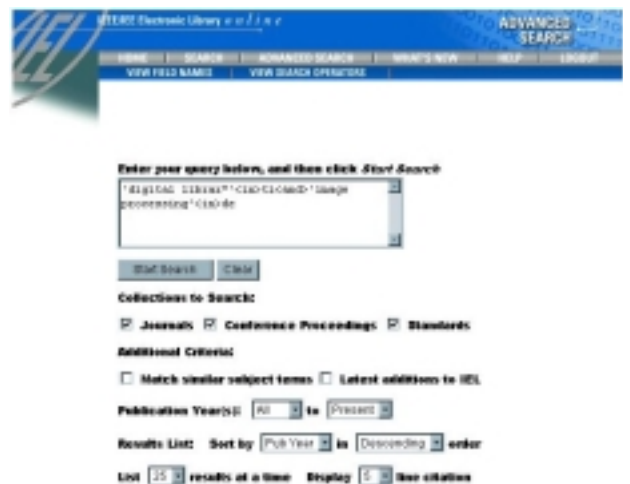 IEL
IEEE/IEE Electronic Library online
ADVANCED SEARCH
HOME SEARCH ADVANCED SEARCH WHAT'S NEW HELP LOGOUT
VIEW FIELD NAMES VIEW SEARCH OPERATORS
Enter your query below, and then click Start Search
'digital librar*'<in>ti<and>'image
processing'<in>de
Start Search Clear
Collections to Search:
Journals Conference Proceedings Standards
Additional Criteria:
Match similar subject terms Latest additions to IEL
Publication Year(s): All to Present
Results List: Sort by Pub Year in Descending order
List 25 results at a time Display 5 line citation